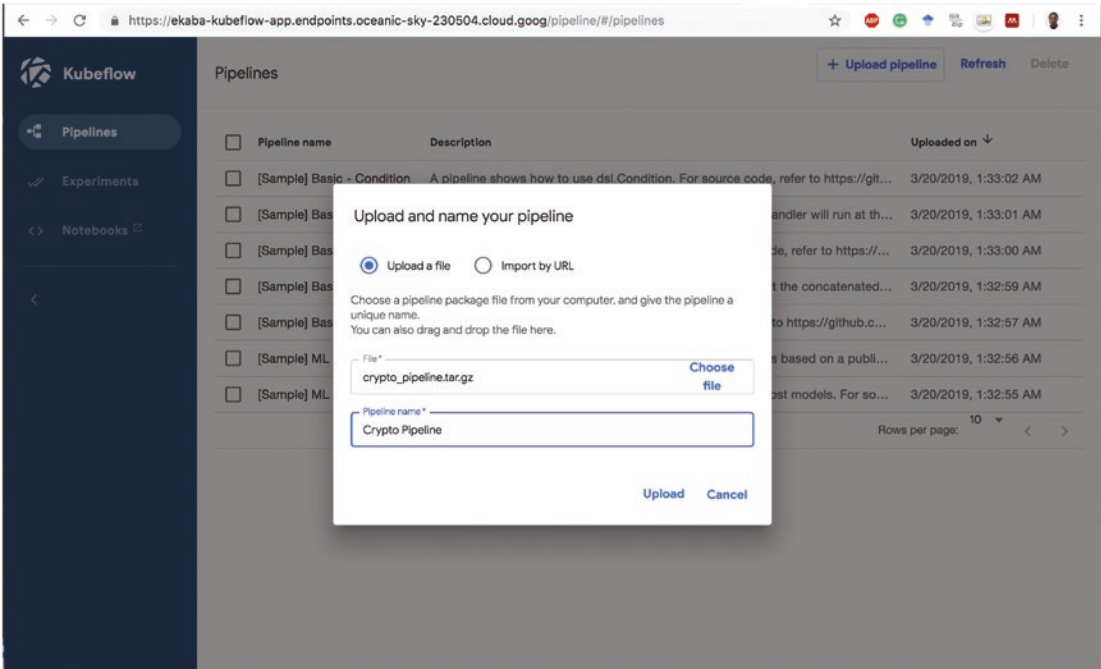 https://ekaba-kubeflow-app.endpoints.oceanic-sky-230504.cloud.goog/pipeline/#/pipelines
Kubeflow
Pipelines
+ Upload pipeline Refresh Delete
Pipelines
Experiments
Notebooks
Pipeline name Description Uploaded on
[Sample] Basic - Condition A pipeline shows how to use dsl.Condition. For source code, refer to https://git... 3/20/2019, 1:33:02 AM
[Sample] Bas andler will run at th... 3/20/2019, 1:33:01 AM
[Sample] Bas de, refer to https://... 3/20/2019, 1:33:00 AM
[Sample] Bas t the concatenated... 3/20/2019, 1:32:59 AM
[Sample] Bas to https://github.c... 3/20/2019, 1:32:57 AM
[Sample] ML s based on a publi... 3/20/2019, 1:32:56 AM
[Sample] ML ost models. For so... 3/20/2019, 1:32:55 AM
Rows per page: 10
Upload and name your pipeline
Upload a file Import by URL
Choose a pipeline package file from your computer, and give the pipeline a
unique name.
You can also drag and drop the file here.
File*
crypto_pipeline.tar.gz
Choose
file
Pipeline name*
Crypto Pipeline
Upload Cancel